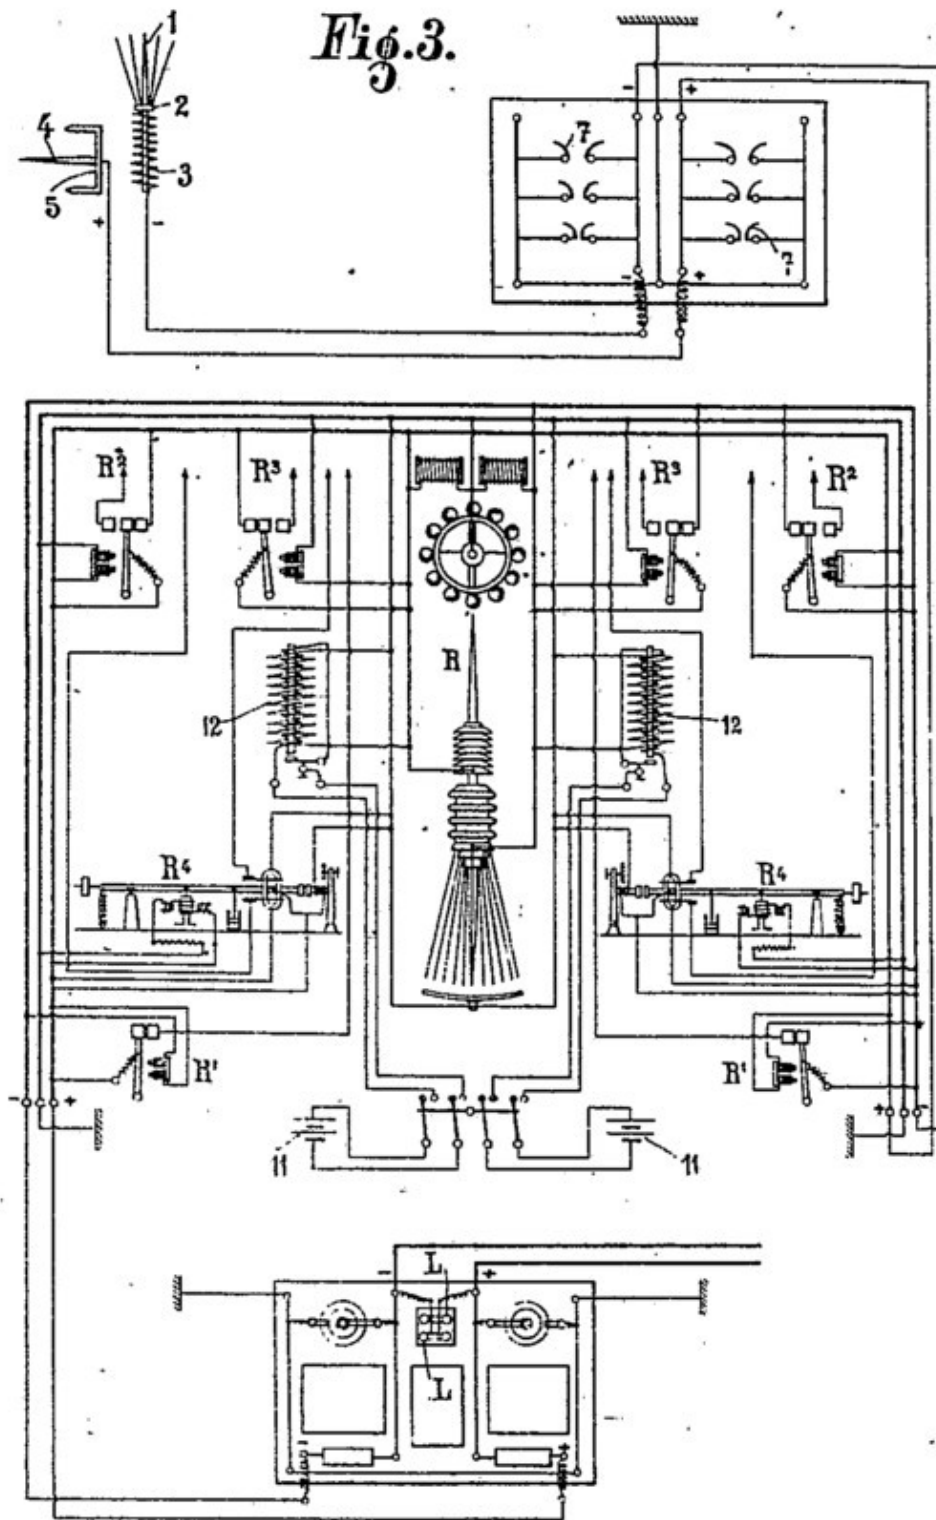 Fig.3.
1
2
3
4
5
+
-
-
+
7
7
-
+
R²
R³
R³
R²
R
12
12
R⁴
R⁴
R¹
R¹
-
+
+
-
11
11
-
L
+
L
-
+